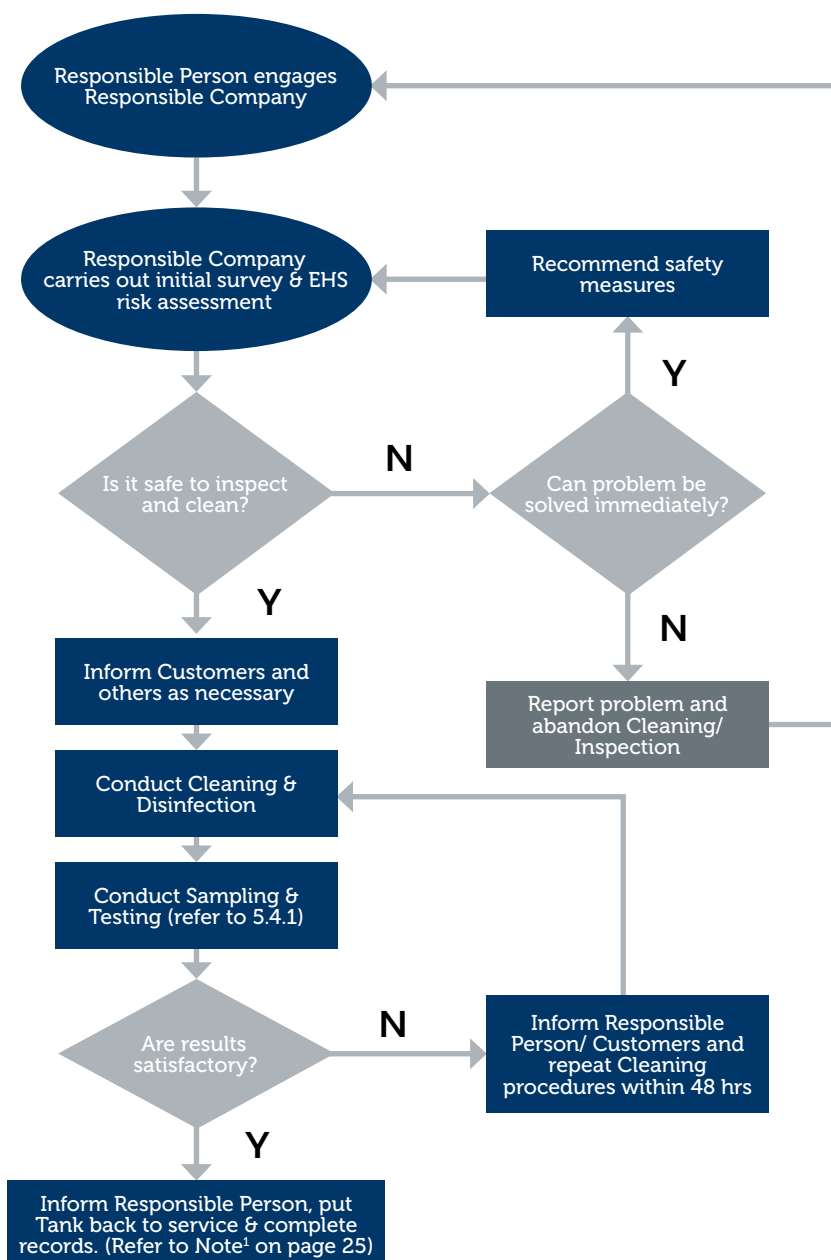 Responsible Person engages
Responsible Company
Responsible Company
carries out initial survey & EHS
risk assessment
Recommend safety
measures
Y
Is it safe to inspect
and clean?
N
Can problem be
solved immediately?
Y
N
Inform Customers and
others as necessary
Report problem and
abandon Cleaning/
Inspection
Conduct Cleaning &
Disinfection
Conduct Sampling &
Testing (refer to 5.4.1)
Are results
satisfactory?
N
Inform Responsible
Person/ Customers and
repeat Cleaning
procedures within 48 hrs
Y
Inform Responsible Person, put
Tank back to service & complete
records. (Refer to Note¹ on page 25)